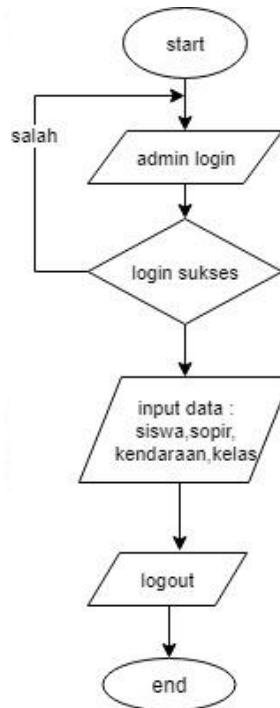 start
salah
admin login
login sukses
input data :
siswa,sopir,
kendaraan,kelas
logout
end